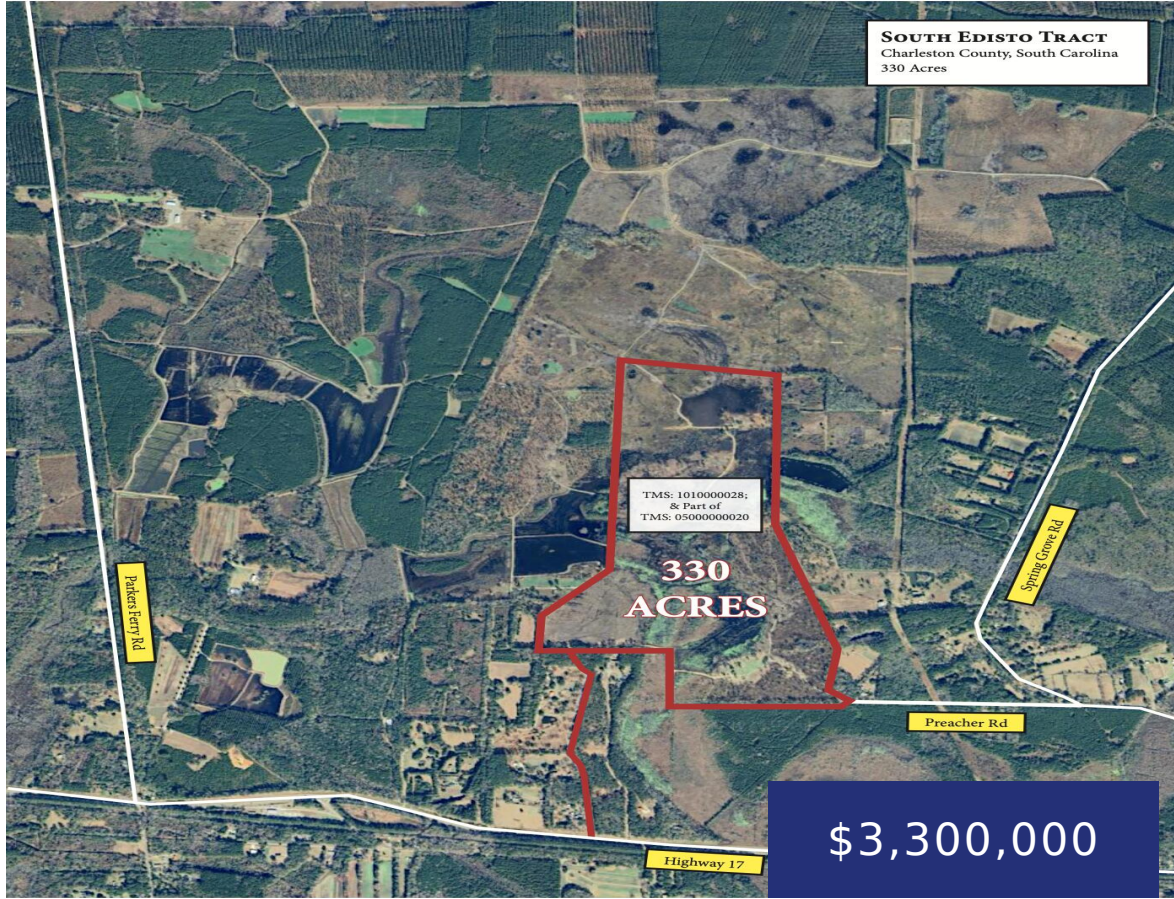 SOUTH EDISTO TRACT
Charleston County, South Carolina
330 Acres
TMS: 1010000028;
& Part of
TMS: 05000000020
330
ACRES
Parkers Ferry Rd
Spring Grove Rd
Preacher Rd
Highway 17
$3,300,000